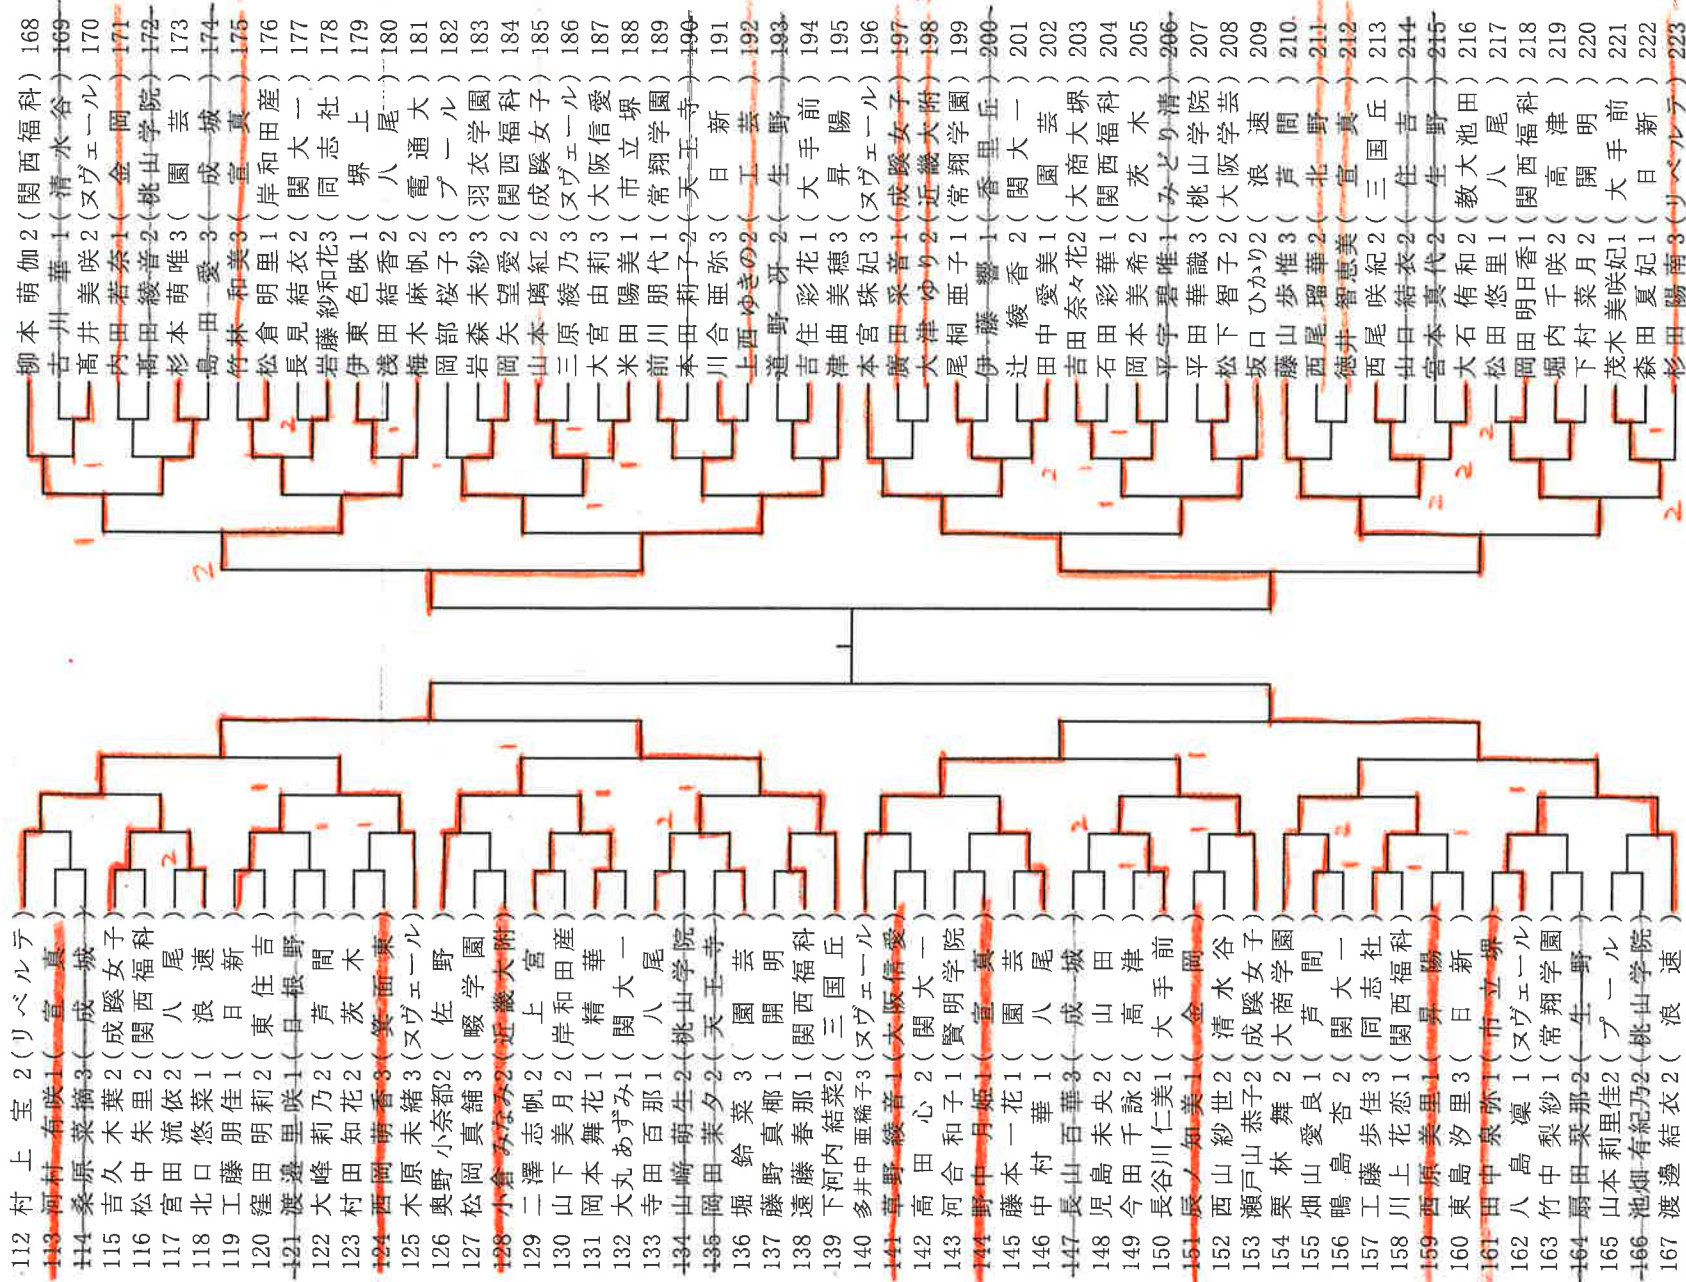 柳本 萌伽 2 (関西福科) 168
古川 華 1 (清水谷) 169
髙井 美咲 2 (ヌヴェール) 170
内田 若奈 1 (金岡) 171
髙田 綾音 2 (桃山学院) 172
杉本 萌唯 3 (園芸) 173
島田 愛 3 (成城) 174
竹林 和美 3 (宣真) 175
松倉 明里 1 (岸和田産) 176
長見 結衣 2 (関大一) 177
岩藤 紗和花 3 (同志社) 178
伊東 色映 1 (堺上) 179
浅田 結香 2 (八尾) 180
梅木 麻帆 2 (電通大) 181
岡部 桜子 3 (プール) 182
岩森 未紗 3 (羽衣学園) 183
岡矢 望愛 2 (関西福科) 184
山本 璃紅 2 (成蹊女子) 185
三原 綾乃 3 (ヌヴェール) 186
大宮 由莉 3 (大阪信愛) 187
米田 陽美 1 (市立堺) 188
前川 朋代 1 (常翔学園) 189
本田 莉子 2 (天王寺) 190
川合 亜弥 3 (日新) 191
上西 ゆきの 2 (工芸) 192
道野 冴 2 (生野) 193
吉住 彩花 1 (大手前) 194
津曲 美穂 3 (昇陽) 195
本宮 珠妃 3 (ヌヴェール) 196
廣田 采音 1 (成蹊女子) 197
大津 ゆり 2 (近畿大附) 198
尾桐 亜子 1 (常翔学園) 199
伊藤 響 1 (香里丘) 200
辻 綾香 2 (関大一) 201
田中 愛美 1 (園芸) 202
吉田 奈々花 2 (大商大堺) 203
石田 彩華 1 (関西福科) 204
岡本 美希 2 (茨木) 205
平宇 碧唯 1 (みどり清) 206
平田 華識 3 (桃山学院) 207
松下 智子 2 (大阪学芸) 208
坂口 ひかり 2 (浪速) 209
藤山 歩惟 3 (芦間) 210
西尾 瑠華 2 (北野) 211
徳井 智恵美 (宣真) 212
西尾 咲紀 2 (三国丘) 213
山口 結衣 2 (住吉) 214
宮本 真代 2 (生野) 215
大石 侑和 2 (教大池田) 216
松田 悠里 1 (八尾) 217
岡田 明日香 1 (関西福科) 218
堀内 千咲 2 (高津) 219
下村 菜月 2 (開明) 220
茂木 美咲妃 1 (大手前) 221
森田 夏妃 1 (日新) 222
杉田 陽南 3 (リベルテ) 223
112 村上 宝 2 (リベルテ)
113 河村 有咲 1 (宣真)
114 桑原 菜摘 3 (成城)
115 吉久 木葉 2 (成蹊女子)
116 松中 朱里 2 (関西福科)
117 宮田 流依 2 (八尾)
118 北口 悠菜 1 (浪速)
119 工藤 朋佳 1 (日新)
120 窪田 明莉 2 (東住吉)
121 渡邉 里咲 1 (日根野)
122 大峰 莉乃 2 (芦間)
123 村田 知花 2 (茨木)
124 西岡 萌香 3 (箕面東)
125 木原 未緒 3 (ヌヴェール)
126 奥野 小奈都 2 (佐野)
127 松岡 真舗 3 (畷学園)
128 小倉 みなみ 2 (近畿大附)
129 二澤 志帆 2 (上宮)
130 山下 美月 2 (岸和田産)
131 岡本 舞花 1 (精華)
132 大丸 あずみ 1 (関大一)
133 寺田 百那 1 (八尾)
134 山﨑 萌生 2 (桃山学院)
135 岡田 茉夕 2 (天王寺)
136 堀 鈴菜 3 (園芸)
137 藤野 真椰 1 (開明)
138 遠藤 春那 1 (関西福科)
139 下河内 結菜 2 (三国丘)
140 多井中 亜稀子 3 (ヌヴェール)
141 草野 綾音 1 (大阪信愛)
142 高田 心 2 (関大一)
143 河合 和子 1 (賢明学院)
144 野中 月姫 1 (宣真)
145 藤本 一花 1 (園芸)
146 中村 華 1 (八尾)
147 長山 百華 3 (成城)
148 児島 未央 2 (山田)
149 今田 千詠 2 (高津)
150 長谷川 仁美 1 (大手前)
151 辰ノ 知美 1 (金岡)
152 西山 紗世 2 (清水谷)
153 瀬戸山 恭子 2 (成蹊女子)
154 栗林 舞 2 (大商学園)
155 畑山 愛良 1 (芦間)
156 鴨島 杏 2 (関大一)
157 工藤 歩佳 3 (同志社)
158 川上 花恋 1 (関西福科)
159 西原 美里 1 (昇陽)
160 東島 汐里 3 (日新)
161 田中 泉弥 1 (市立堺)
162 八島 凜 1 (ヌヴェール)
163 竹中 梨紗 1 (常翔学園)
164 扇田 栞那 2 (生野)
165 山本 莉里佳 2 (プール)
166 池畑 有紀乃 2 (桃山学院)
167 渡邉 結衣 2 (浪速)